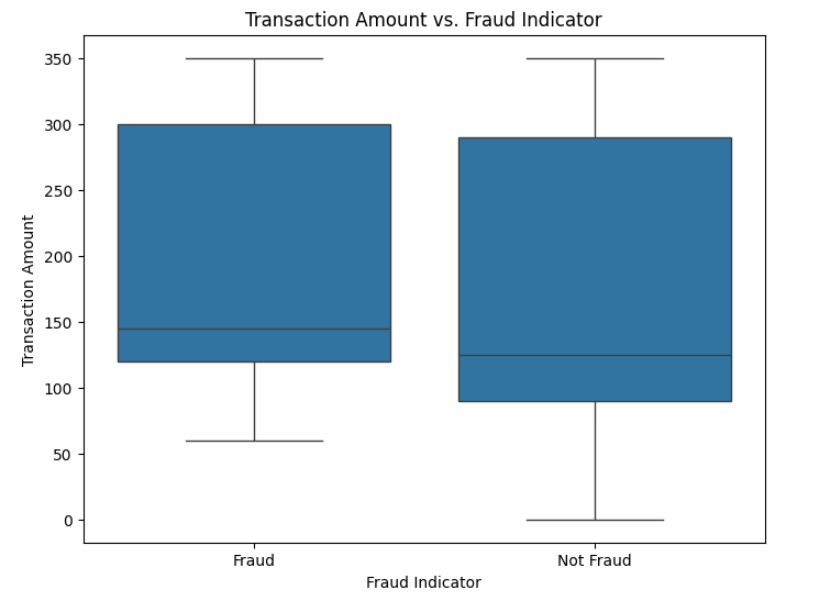 Transaction Amount vs. Fraud Indicator
350
300
250
200
150
100
50
0
Transaction Amount
Fraud
Not Fraud
Fraud Indicator